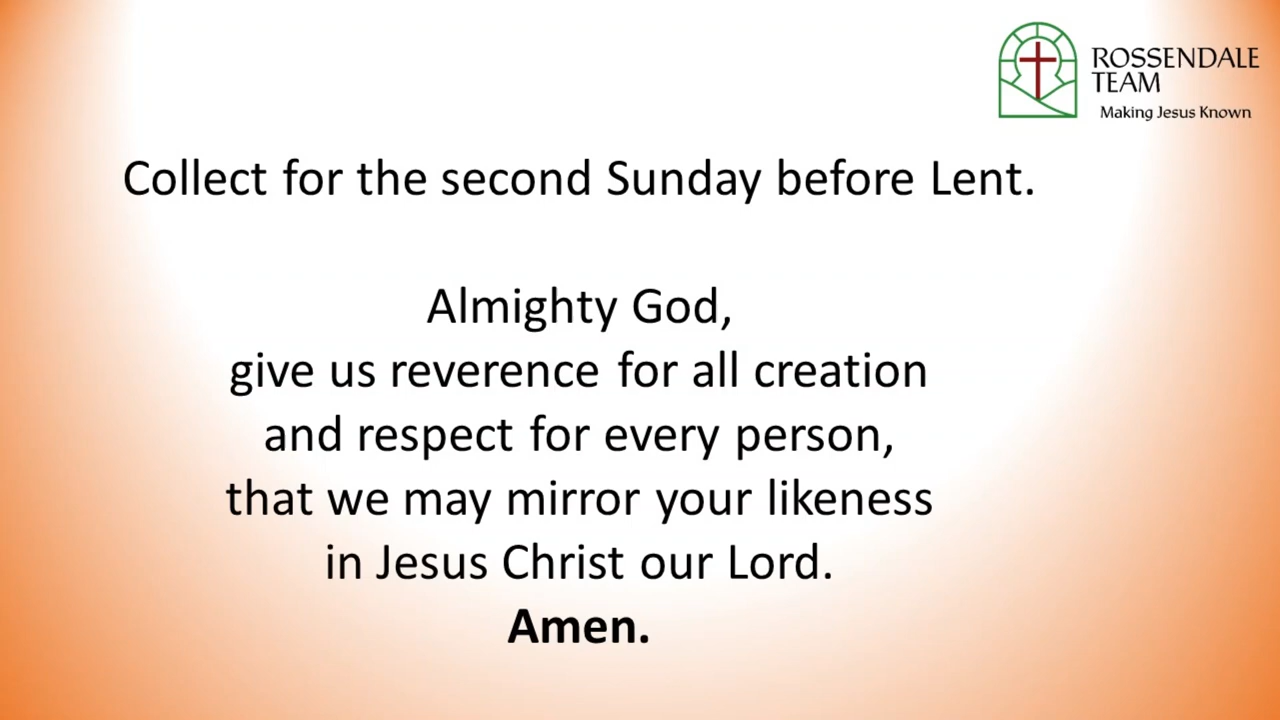 ROSSENDALE
TEAM
Making Jesus Known
Collect for the second Sunday before Lent.
Almighty God,
give us reverence for all creation
and respect for every person,
that we may mirror your likeness
in Jesus Christ our Lord.
Amen.